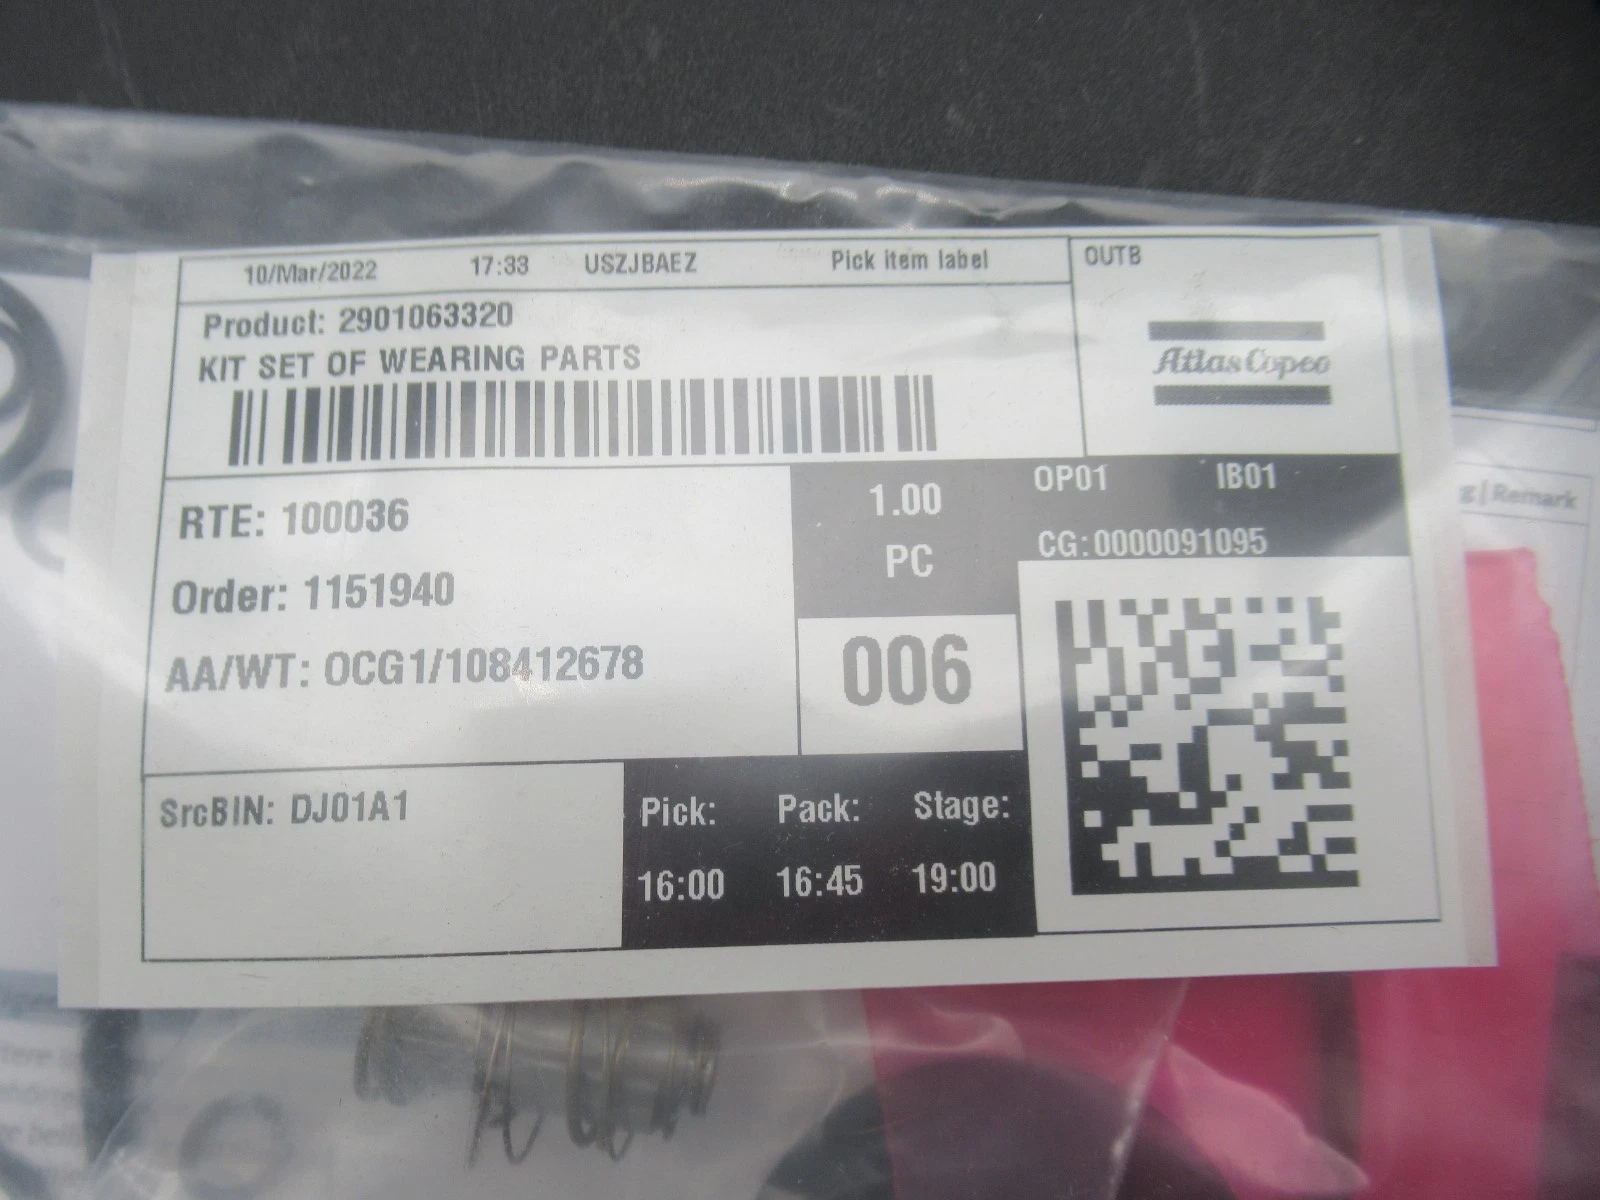 10/Mar/2022 17:33 USZJBAEZ Pick item label OUTB
Product: 2901063320
KIT SET OF WEARING PARTS
Atlas Copco
RTE: 100036
Order: 1151940
AA/WT: OCG1/108412678
1.00
PC
OP01 IB01
CG:0000091095
006
SrcBIN: DJ01A1
Pick: Pack: Stage:
16:00 16:45 19:00
g | Remark